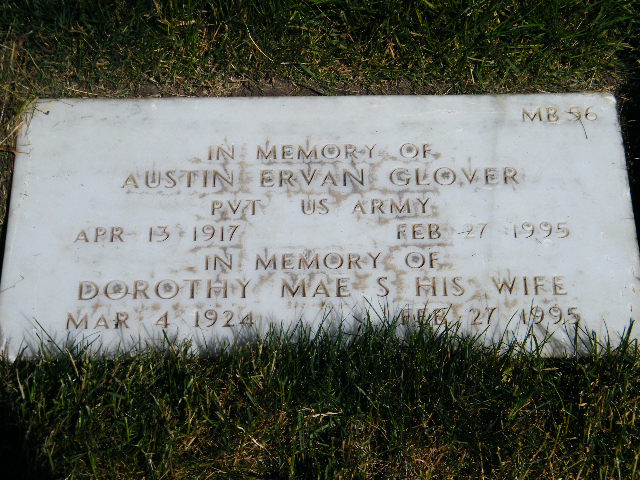 MB 56
IN MEMORY OF
AUSTIN ERVAN GLOVER
PVT US ARMY
APR 13 1917 FEB 27 1995
IN MEMORY OF
DOROTHY MAE S HIS WIFE
MAR 4 1924 FEB 27 1995